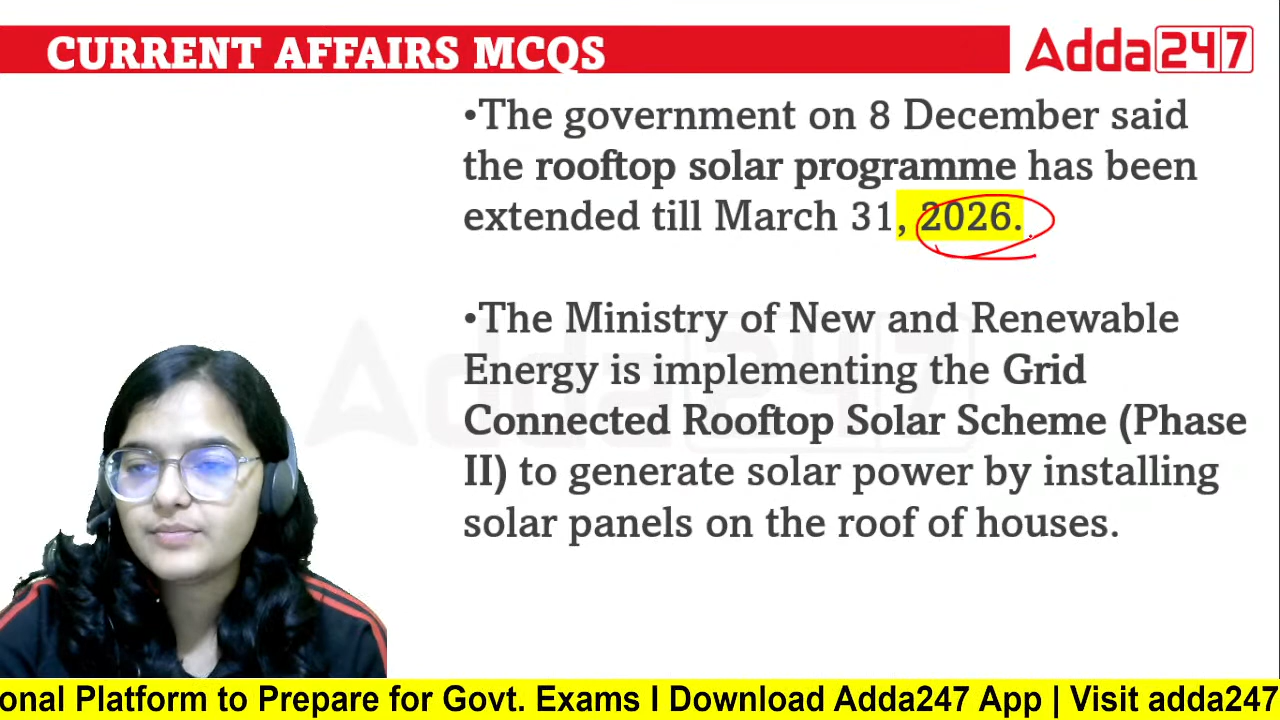 CURRENT AFFAIRS MCQS
Adda247
•The government on 8 December said
the rooftop solar programme has been
extended till March 31, 2026.
•The Ministry of New and Renewable
Energy is implementing the Grid
Connected Rooftop Solar Scheme (Phase
II) to generate solar power by installing
solar panels on the roof of houses.
Adda247
onal Platform to Prepare for Govt. Exams I Download Adda247 App | Visit adda247